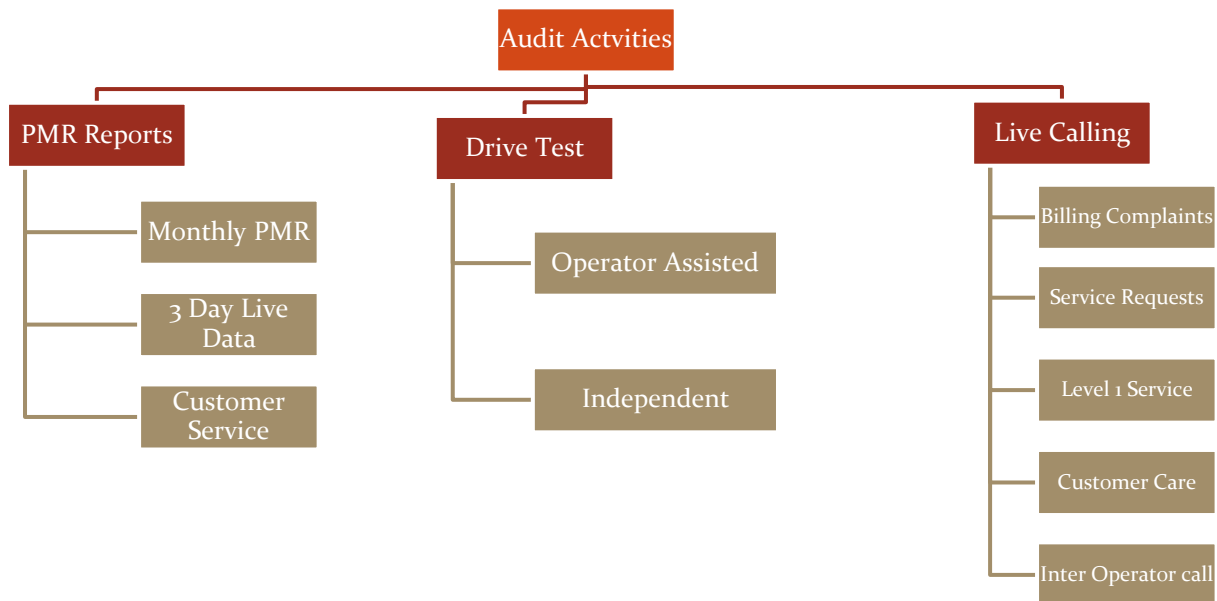 Audit Actvities
PMR Reports
Monthly PMR
3 Day Live
Data
Customer
Service
Drive Test
Operator Assisted
Independent
Live Calling
Billing Complaints
Service Requests
Level 1 Service
Customer Care
Inter Operator call